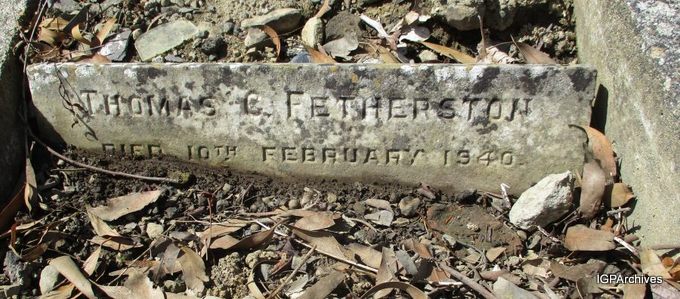 THOMAS G. FETHERSTON
DIED 10TH FEBRUARY 1940.
IGPArchives